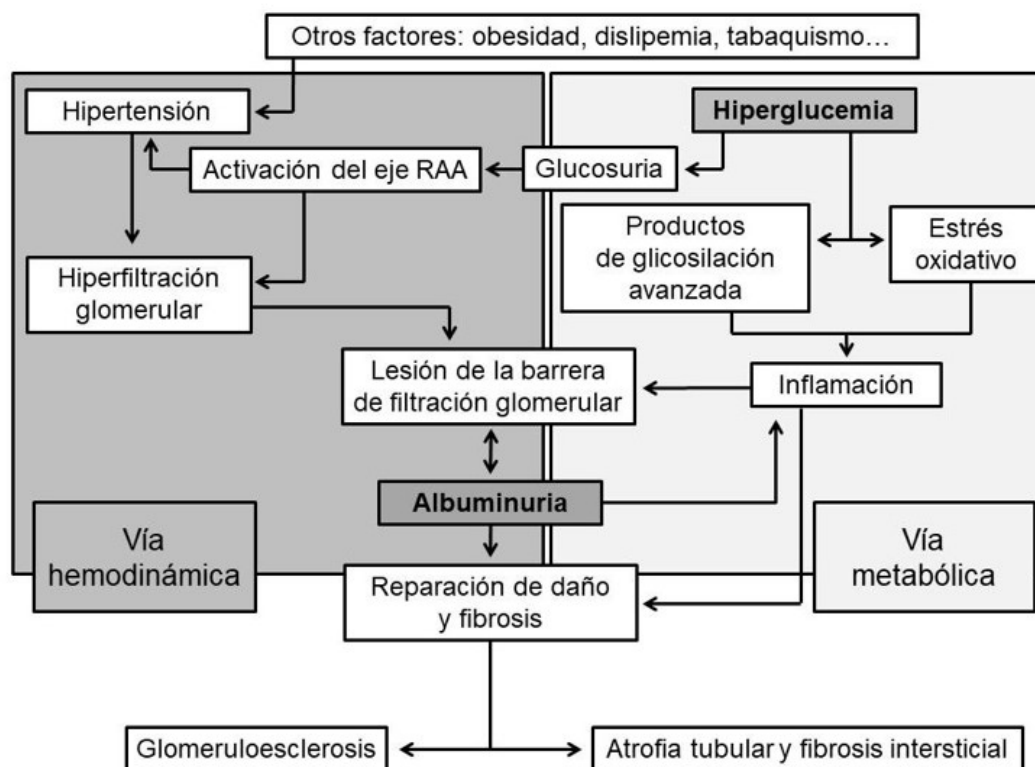 Otros factores: obesidad, dislipemia, tabaquismo...
Hipertensión
Hiperglucemia
Activación del eje RAA
Glucosuria
Productos
de glicosilación
avanzada
Estrés
oxidativo
Hiperfiltración
glomerular
Lesión de la barrera
de filtración glomerular
Inflamación
Albuminuria
Vía
hemodinámica
Vía
metabólica
Reparación de daño
y fibrosis
Glomeruloesclerosis
Atrofia tubular y fibrosis intersticial